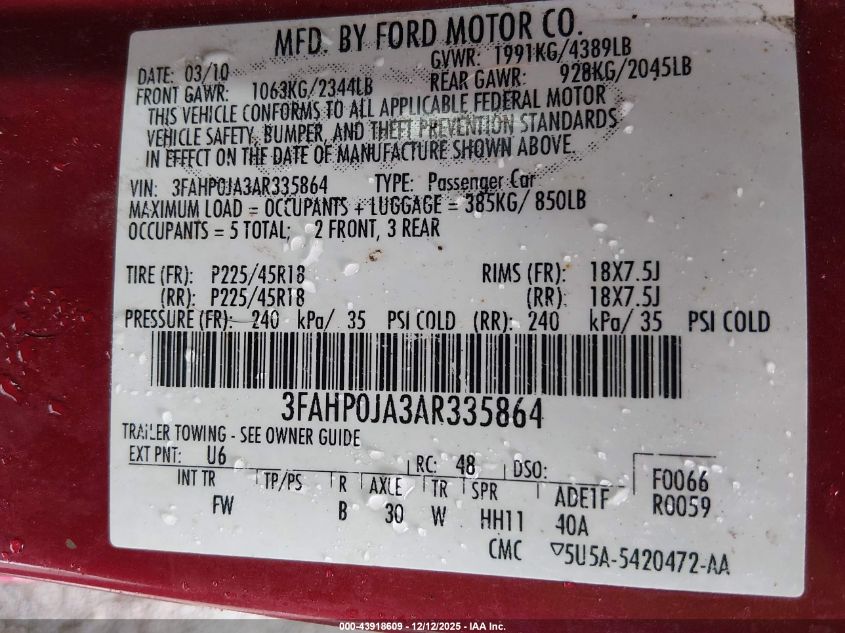 MFD. BY FORD MOTOR CO.
DATE: 03/10 GVWR: 1991KG/4389LB
FRONT GAWR: 1063KG/2344LB REAR GAWR: 928KG/2045LB
THIS VEHICLE CONFORMS TO ALL APPLICABLE FEDERAL MOTOR
VEHICLE SAFETY, BUMPER, AND THEFT PREVENTION STANDARDS
IN EFFECT ON THE DATE OF MANUFACTURE SHOWN ABOVE.
VIN: 3FAHP0JA3AR335864 TYPE: Passenger Car
MAXIMUM LOAD = OCCUPANTS + LUGGAGE = 385KG/ 850LB
OCCUPANTS = 5 TOTAL; 2 FRONT, 3 REAR
TIRE (FR): P225/45R18 RIMS (FR): 18X7.5J
(RR): P225/45R18 (RR): 18X7.5J
PRESSURE (FR): 240 kPa/ 35 PSI COLD (RR): 240 kPa/ 35 PSI COLD
3FAHP0JA3AR335864
TRAILER TOWING - SEE OWNER GUIDE
EXT PNT: U6 RC: 48 DSO: F0066
INT TR TP/PS R AXLE TR SPR ADE1F R0059
FW B 30 W HH11 40A
CMC ▽5U5A-5420472-AA
000-43918609 - 12/12/2025 - IAA Inc.